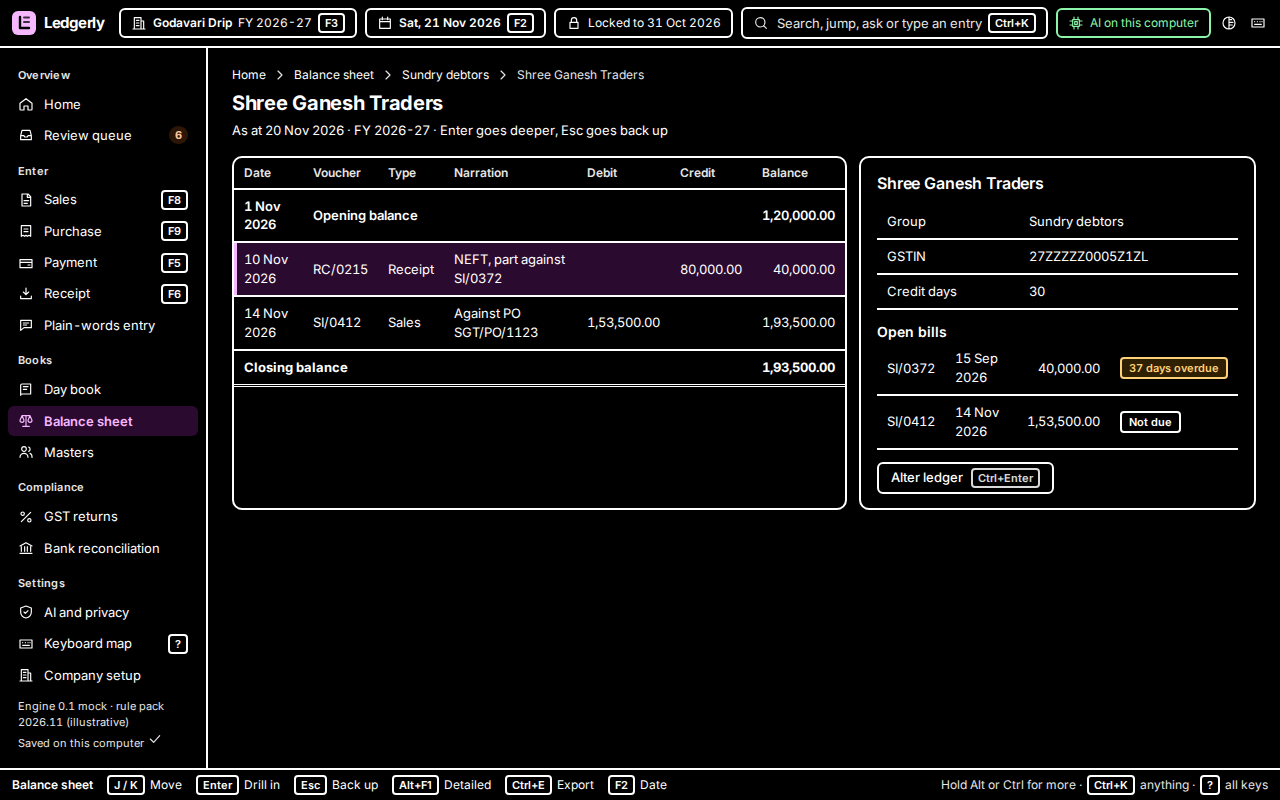 Ledgerly
Godavari Drip FY 2026-27 F3
Sat, 21 Nov 2026 F2
Locked to 31 Oct 2026
Search, jump, ask or type an entry Ctrl+K
AI on this computer
Overview
Home
Review queue 6
Enter
Sales F8
Purchase F9
Payment F5
Receipt F6
Plain-words entry
Books
Day book
Balance sheet
Masters
Compliance
GST returns
Bank reconciliation
Settings
AI and privacy
Keyboard map ?
Company setup
Engine 0.1 mock · rule pack
2026.11 (illustrative)
Saved on this computer
Home Balance sheet Sundry debtors Shree Ganesh Traders
Shree Ganesh Traders
As at 20 Nov 2026 · FY 2026-27 · Enter goes deeper, Esc goes back up
Date Voucher Type Narration Debit Credit Balance
1 Nov
2026 Opening balance 1,20,000.00
10 Nov
2026 RC/0215 Receipt NEFT, part against
SI/0372 80,000.00 40,000.00
14 Nov
2026 SI/0412 Sales Against PO
SGT/PO/1123 1,53,500.00 1,93,500.00
Closing balance 1,93,500.00
Shree Ganesh Traders
Group Sundry debtors
GSTIN 27ZZZZZ0005Z1ZL
Credit days 30
Open bills
SI/0372 15 Sep
2026 40,000.00 37 days overdue
SI/0412 14 Nov
2026 1,53,500.00 Not due
Alter ledger Ctrl+Enter
Balance sheet J / K Move Enter Drill in Esc Back up Alt+F1 Detailed Ctrl+E Export F2 Date
Hold Alt or Ctrl for more · Ctrl+K anything · ? all keys